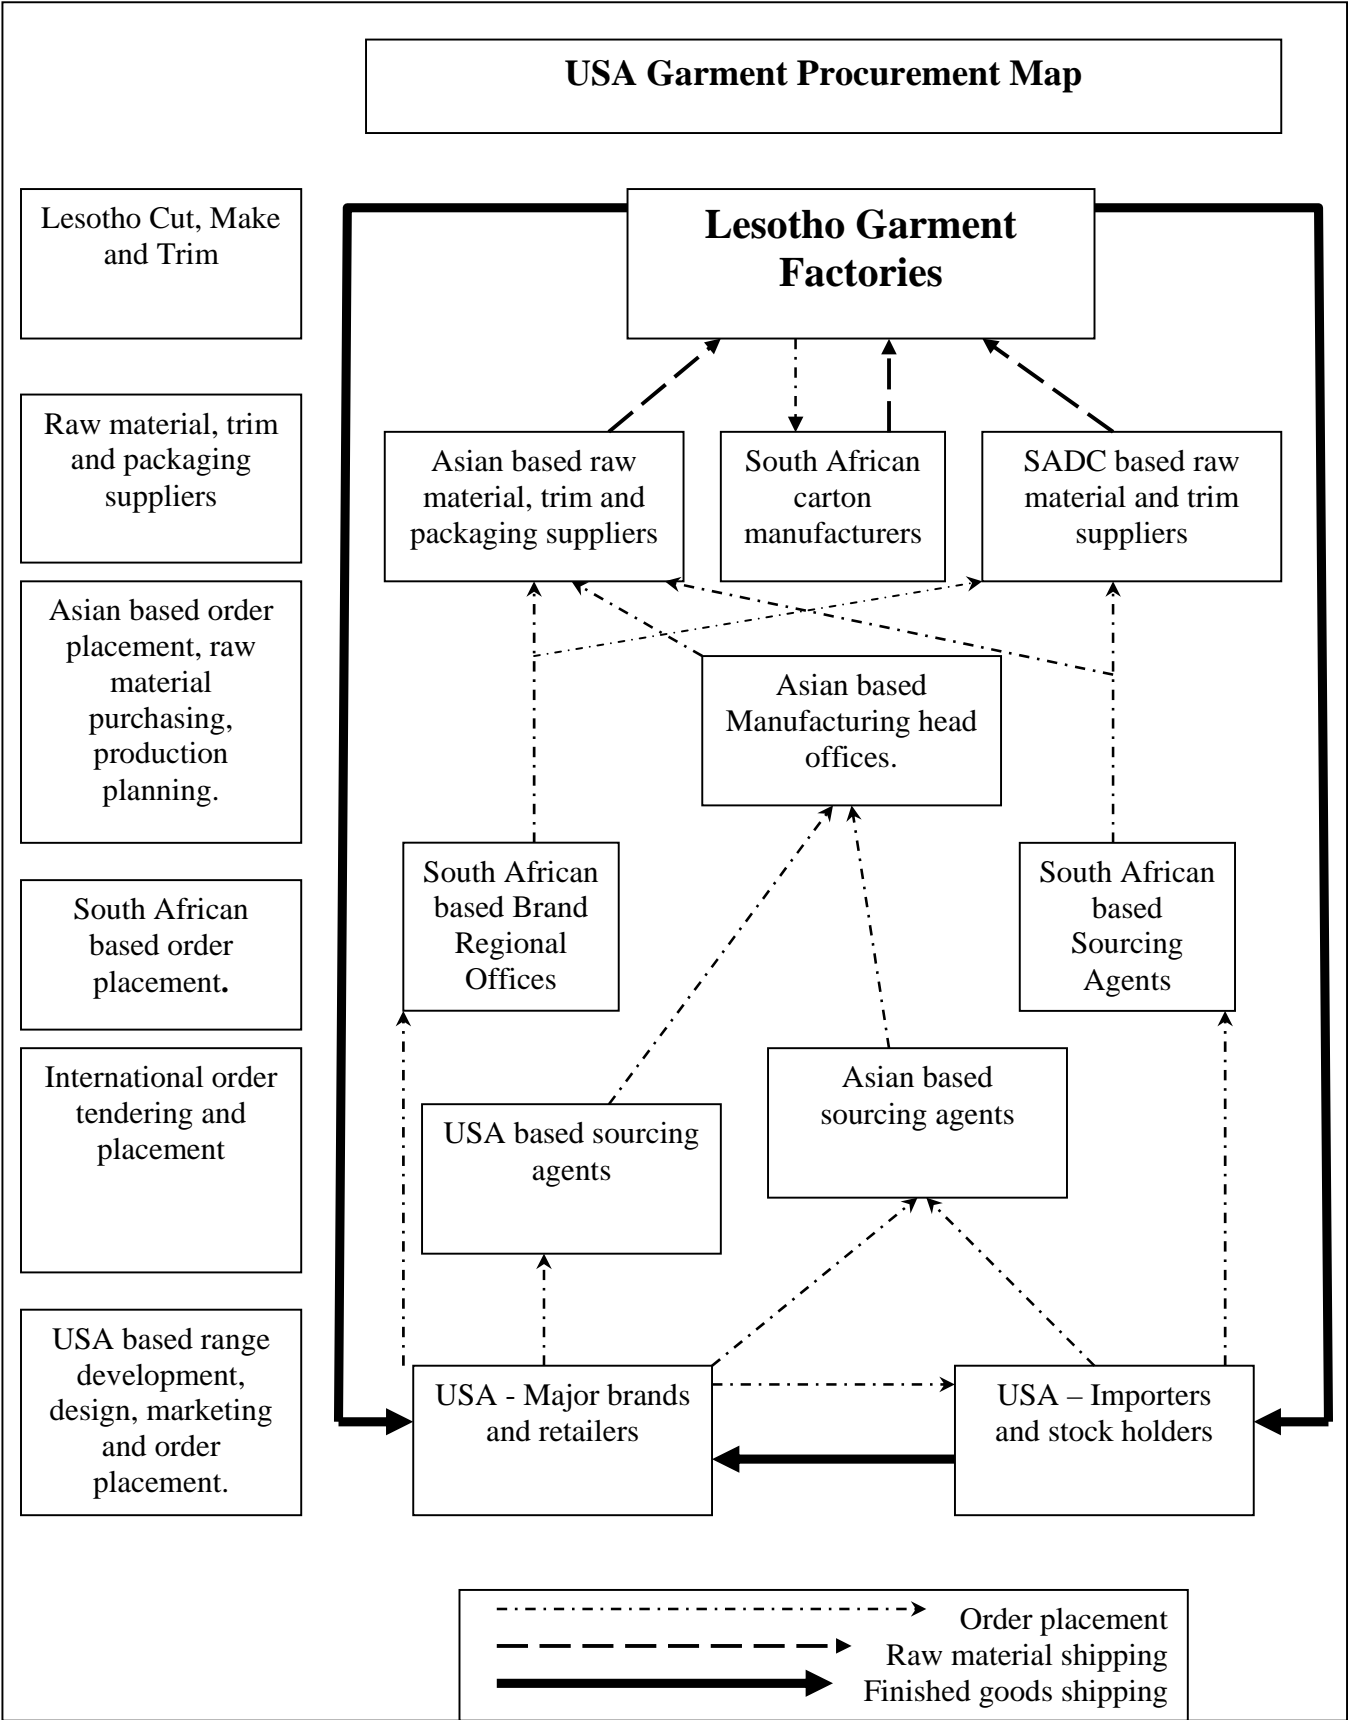 USA Garment Procurement Map
Lesotho Cut, Make
and Trim
Lesotho Garment
Factories
Raw material, trim
and packaging
suppliers
Asian based raw
material, trim and
packaging suppliers
South African
carton
manufacturers
SADC based raw
material and trim
suppliers
Asian based order
placement, raw
material
purchasing,
production
planning.
Asian based
Manufacturing head
offices.
South African
based order
placement.
South African
based Brand
Regional
Offices
South African
based
Sourcing
Agents
International order
tendering and
placement
USA based sourcing
agents
Asian based
sourcing agents
USA based range
development,
design, marketing
and order
placement.
USA - Major brands
and retailers
USA – Importers
and stock holders
Order placement
Raw material shipping
Finished goods shipping